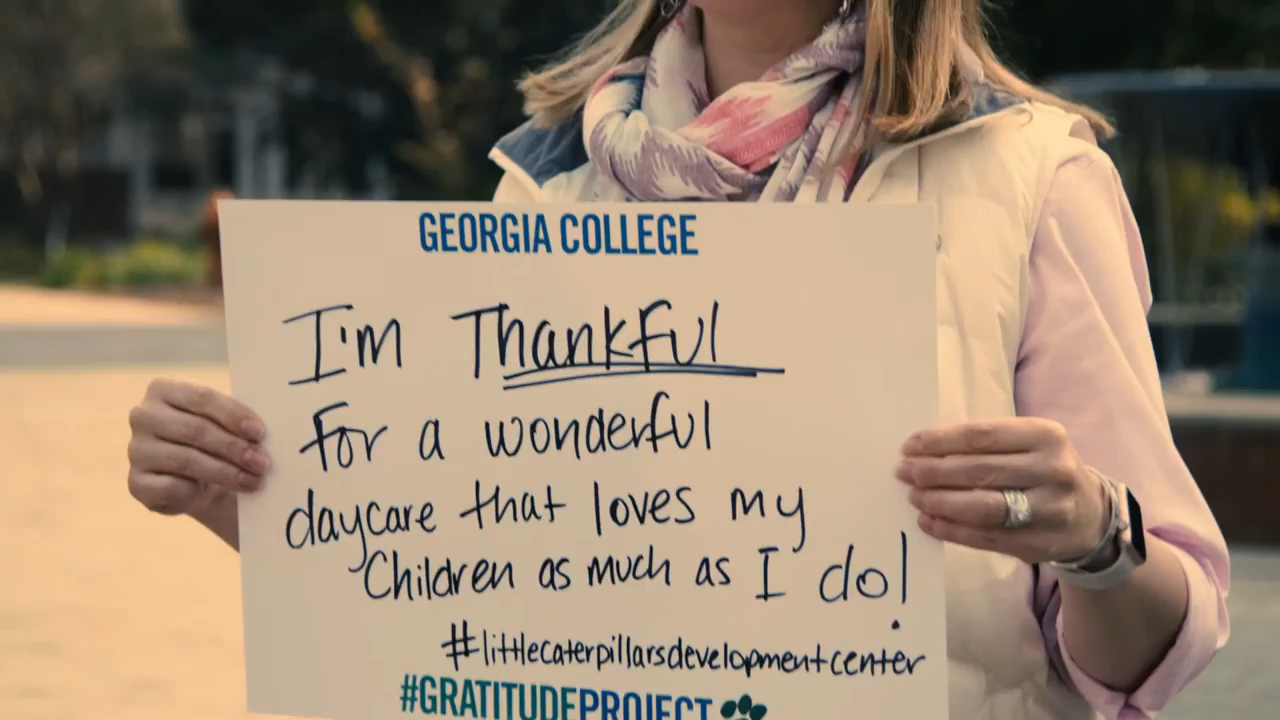 GEORGIA COLLEGE
I'm Thankful
For a wonderful
daycare that loves my
Children as much as I do!
#littlecaterpillarsdevelopmentcenter
#GRATITUDEPROJECT